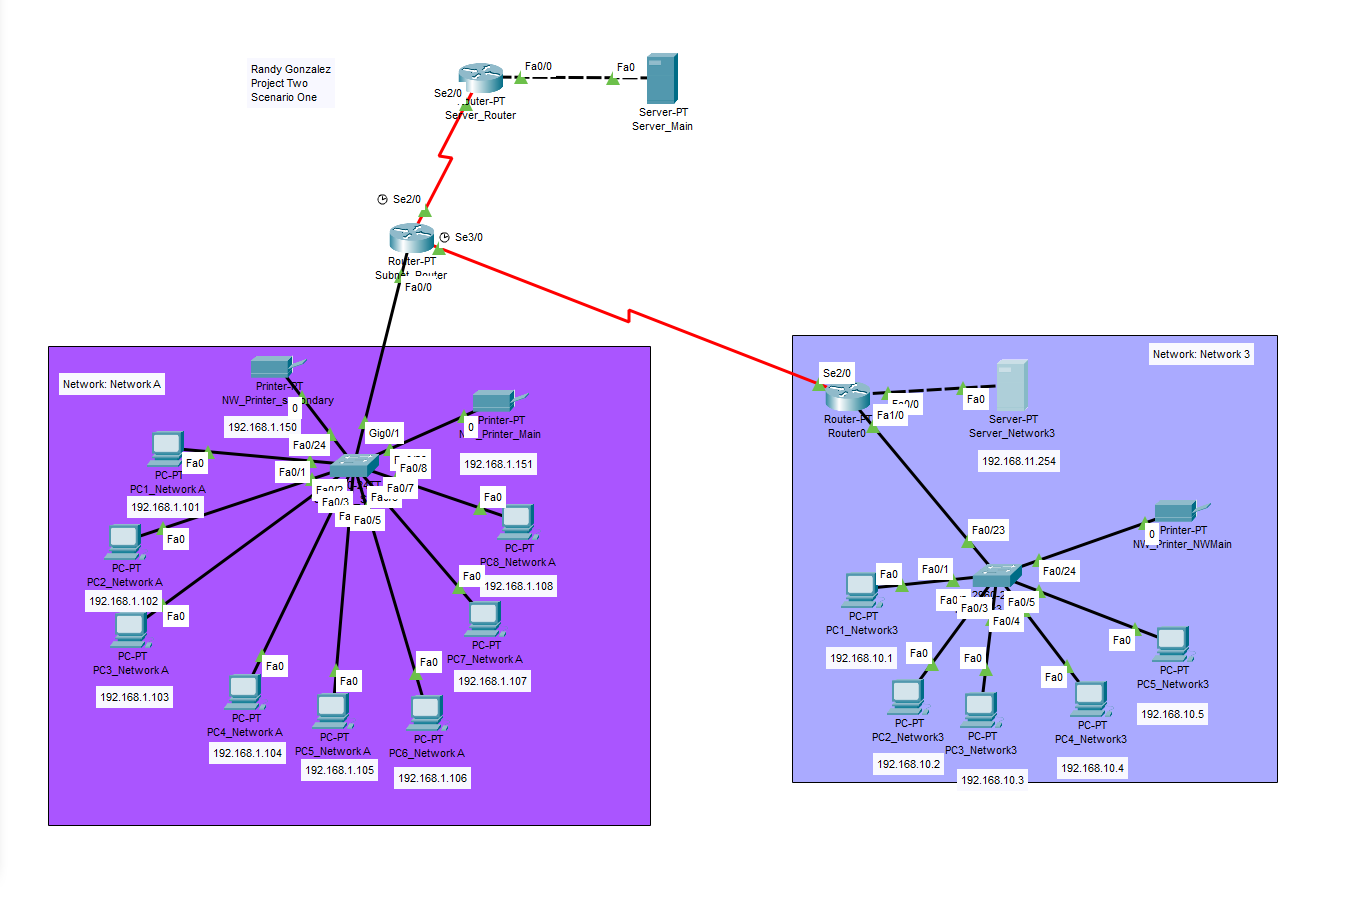 Randy Gonzalez
Project Two
Scenario One
Fa0/0
Fa0
Se2/0
Server_Router
Server-PT
Server_Main
Se2/0
Se3/0
Router-PT
Fa0/0
Network: Network A
Printer-PT
0
192.168.1.150
Fa0/24
Gig0/1
Printer-PT
0
192.168.1.151
Fa0/8
Fa0/7
Fa0/5
Fa0/1
Fa0/3
Fa0
PC-PT
PC1_Network A
192.168.1.101
Fa0
PC-PT
PC2_Network A
192.168.1.102
Fa0
PC-PT
PC3_Network A
192.168.1.103
Fa0
PC-PT
PC4_Network A
192.168.1.104
Fa0
PC-PT
PC5_Network A
192.168.1.105
Fa0
PC-PT
PC6_Network A
192.168.1.106
Fa0
PC-PT
PC7_Network A
192.168.1.107
Fa0
PC-PT
PC8_Network A
192.168.1.108
Network: Network 3
Se2/0
Router0
Fa1/0
Fa0
Server-PT
Server_Network3
192.168.11.254
Fa0/23
Printer-PT
0
NW_Printer_NWMain
Fa0/24
Fa0/1
Fa0/3
Fa0/4
Fa0/5
Fa0
PC-PT
PC1_Network3
192.168.10.1
Fa0
PC-PT
PC2_Network3
192.168.10.2
Fa0
PC-PT
PC3_Network3
192.168.10.3
Fa0
PC-PT
PC4_Network3
192.168.10.4
Fa0
PC-PT
PC5_Network3
192.168.10.5